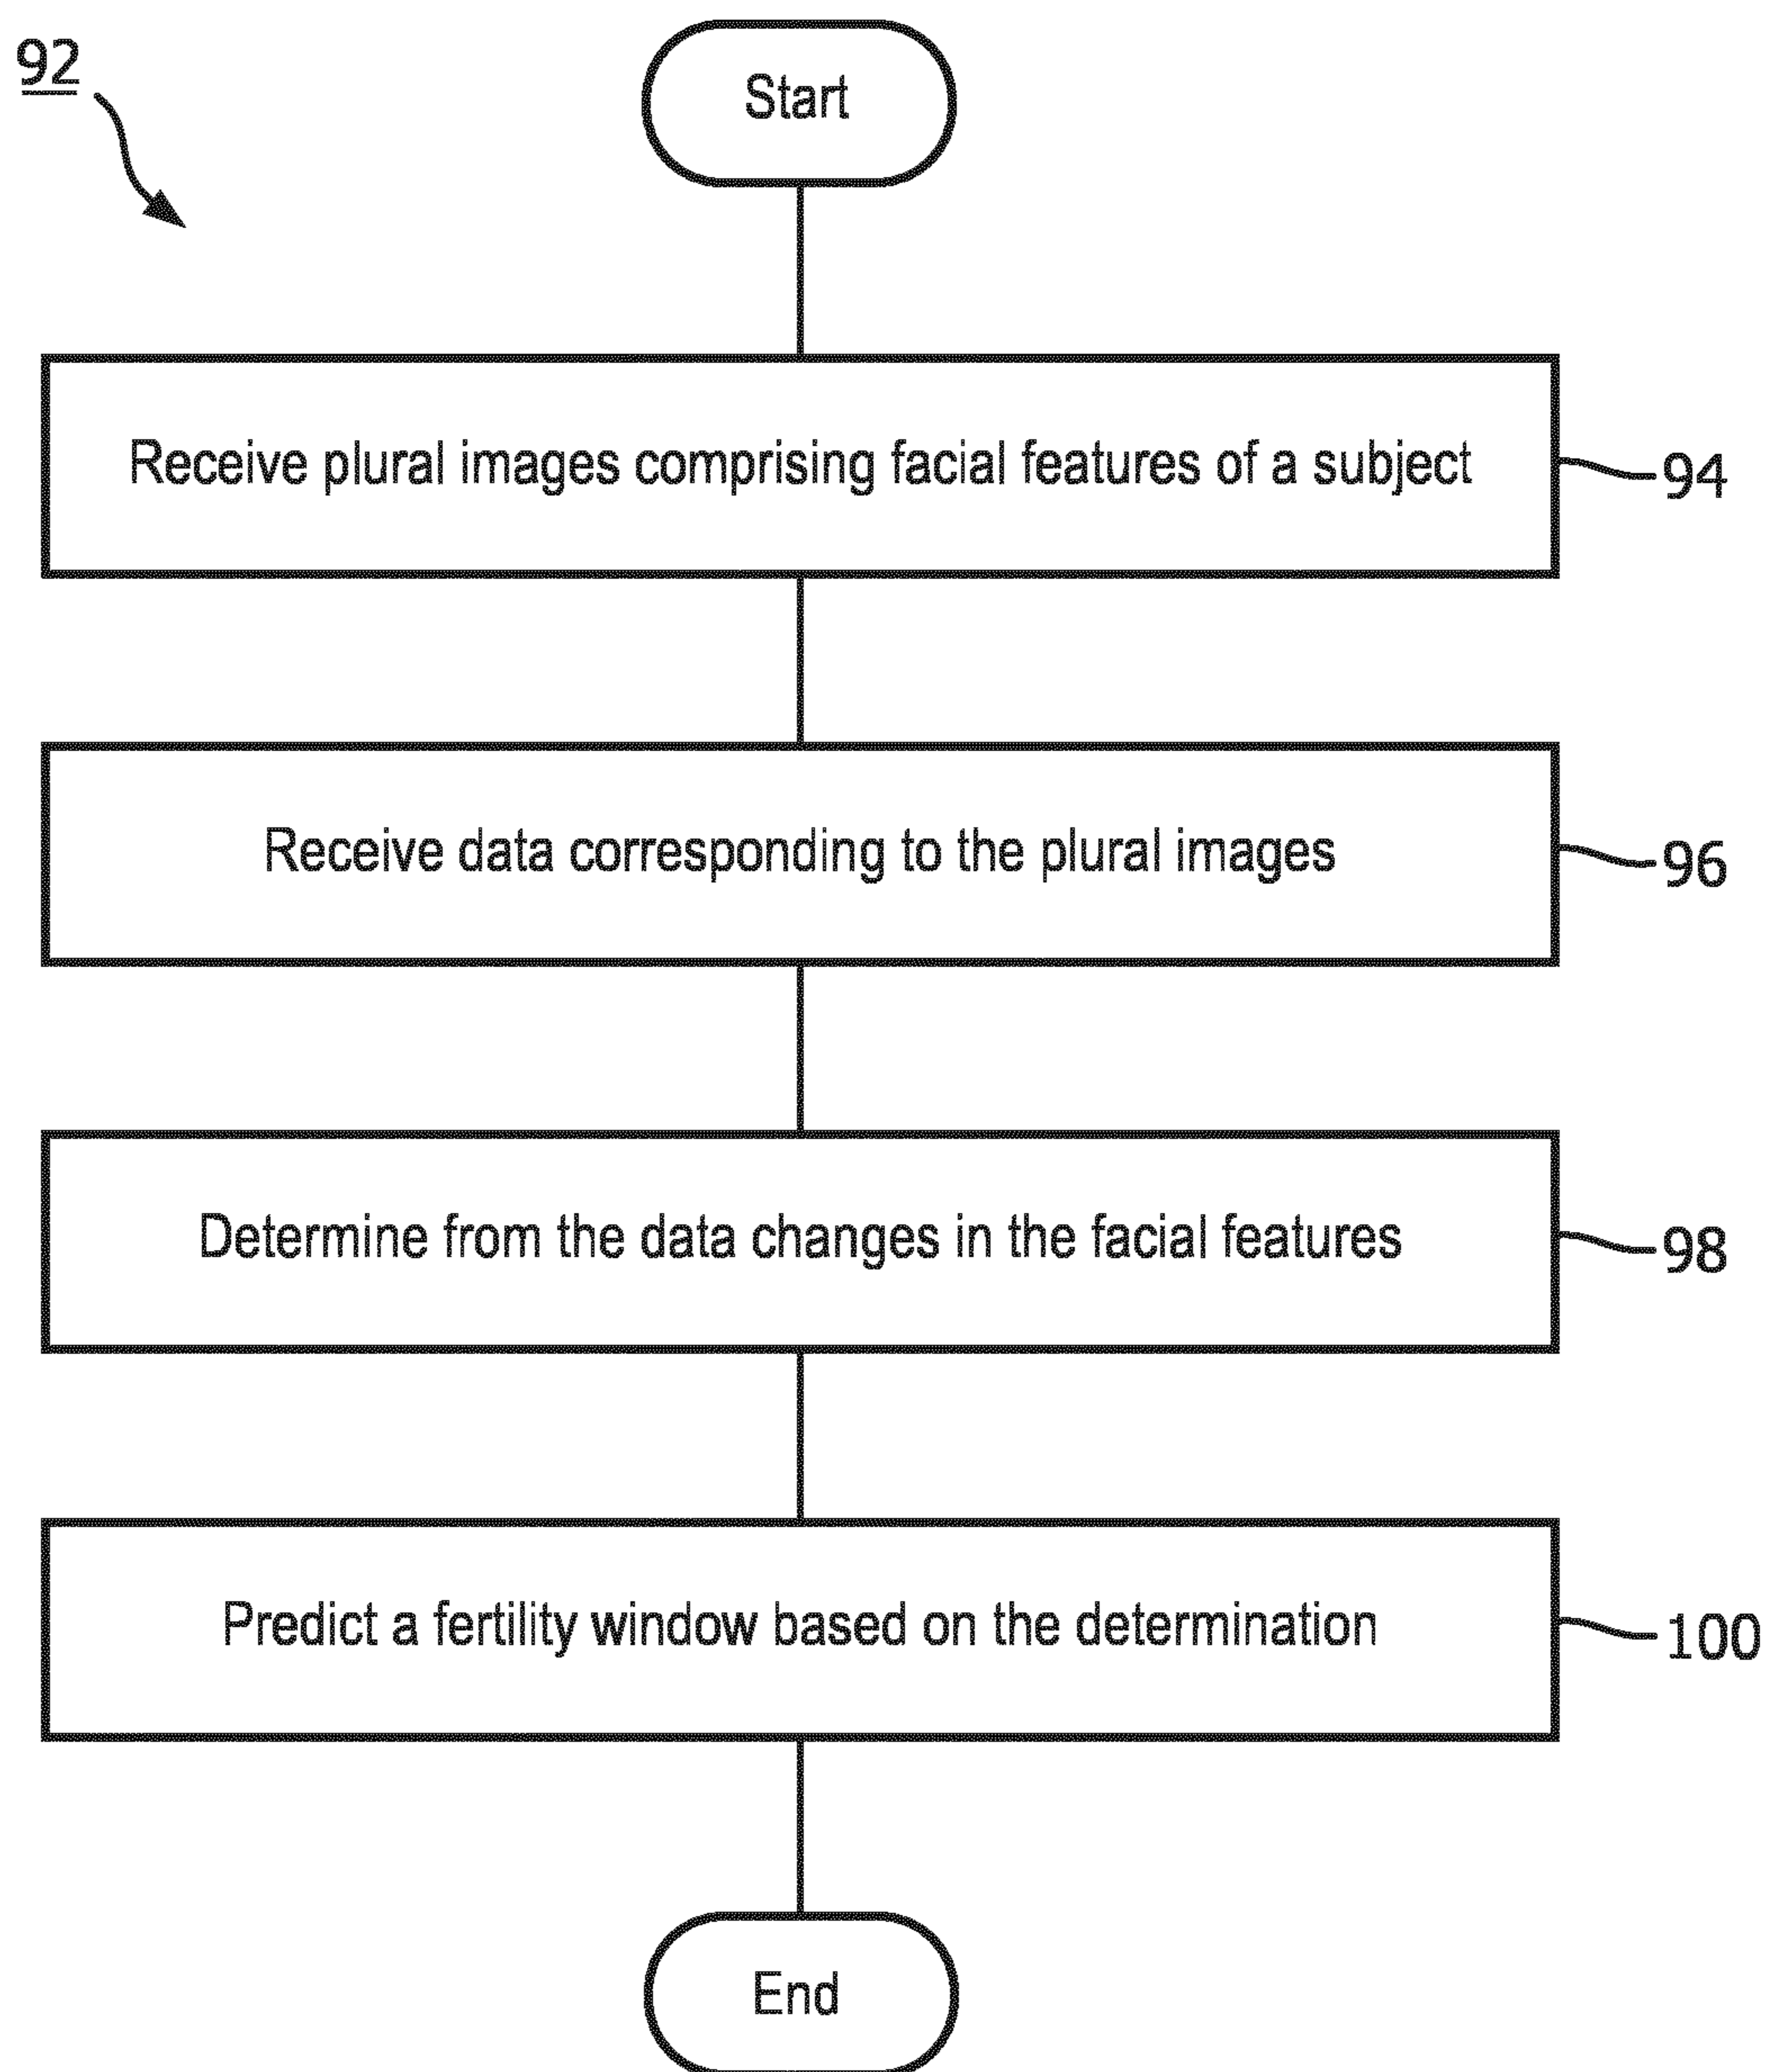 92
Start
Receive plural images comprising facial features of a subject
94
Receive data corresponding to the plural images
96
Determine from the data changes in the facial features
98
Predict a fertility window based on the determination
100
End